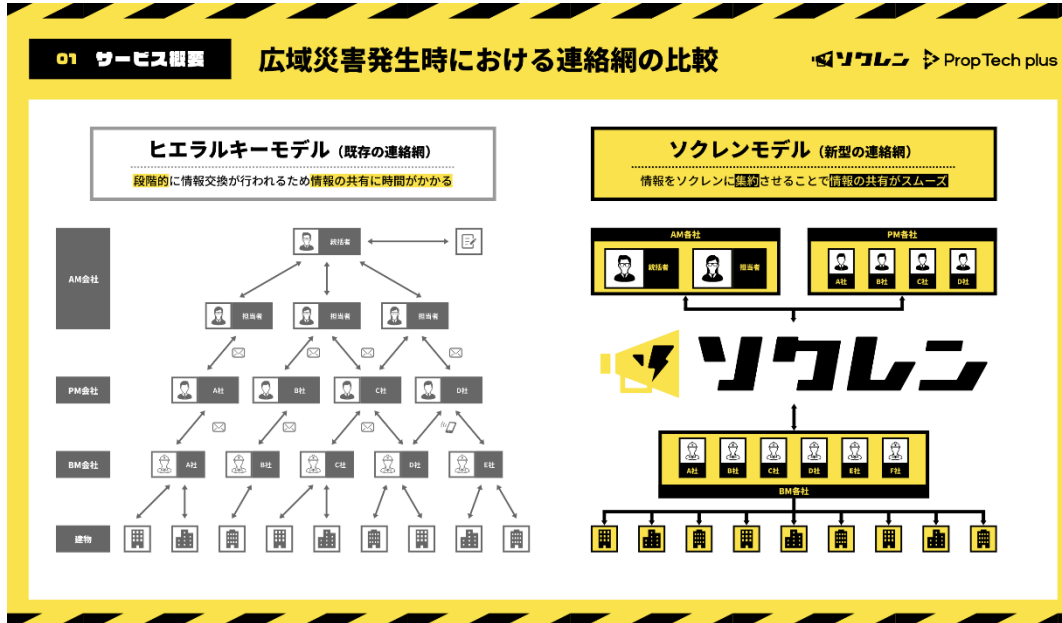 01 サービス概要
広域災害発生時における連絡網の比較
ソクレン
PropTech plus
ヒエラルキーモデル（既存の連絡網）
段階的に情報交換が行われるため情報の共有に時間がかかる
AM会社
統括者
担当者 担当者 担当者
PM会社
A社 B社 C社 D社
BM会社
A社 B社 C社 D社 E社
建物
ソクレンモデル（新型の連絡網）
情報をソクレンに集約させることで情報の共有がスムーズ
AM各社
統括者 担当者
PM各社
A社 B社 C社 D社
ソクレン
A社 B社 C社 D社 E社 F社
BM各社